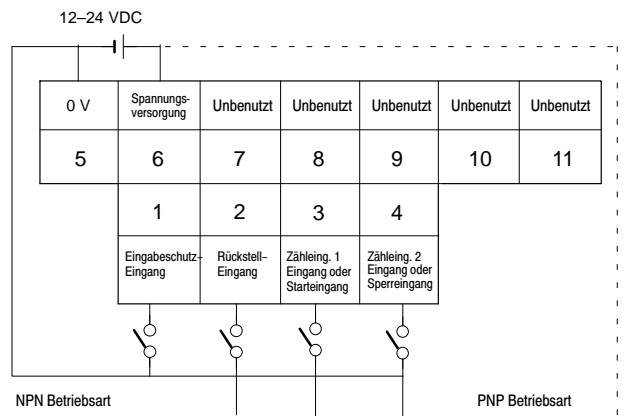 12–24 VDC
0 V
Spannungs-
versorgung
Unbenutzt
Unbenutzt
Unbenutzt
Unbenutzt
Unbenutzt
5
6
7
8
9
10
11
1
2
3
4
Eingabeschutz-
Eingang
Rückstell-
Eingang
Zähleing. 1
Eingang oder
Starteingang
Zähleing. 2
Eingang oder
Sperreingang
NPN Betriebsart
PNP Betriebsart